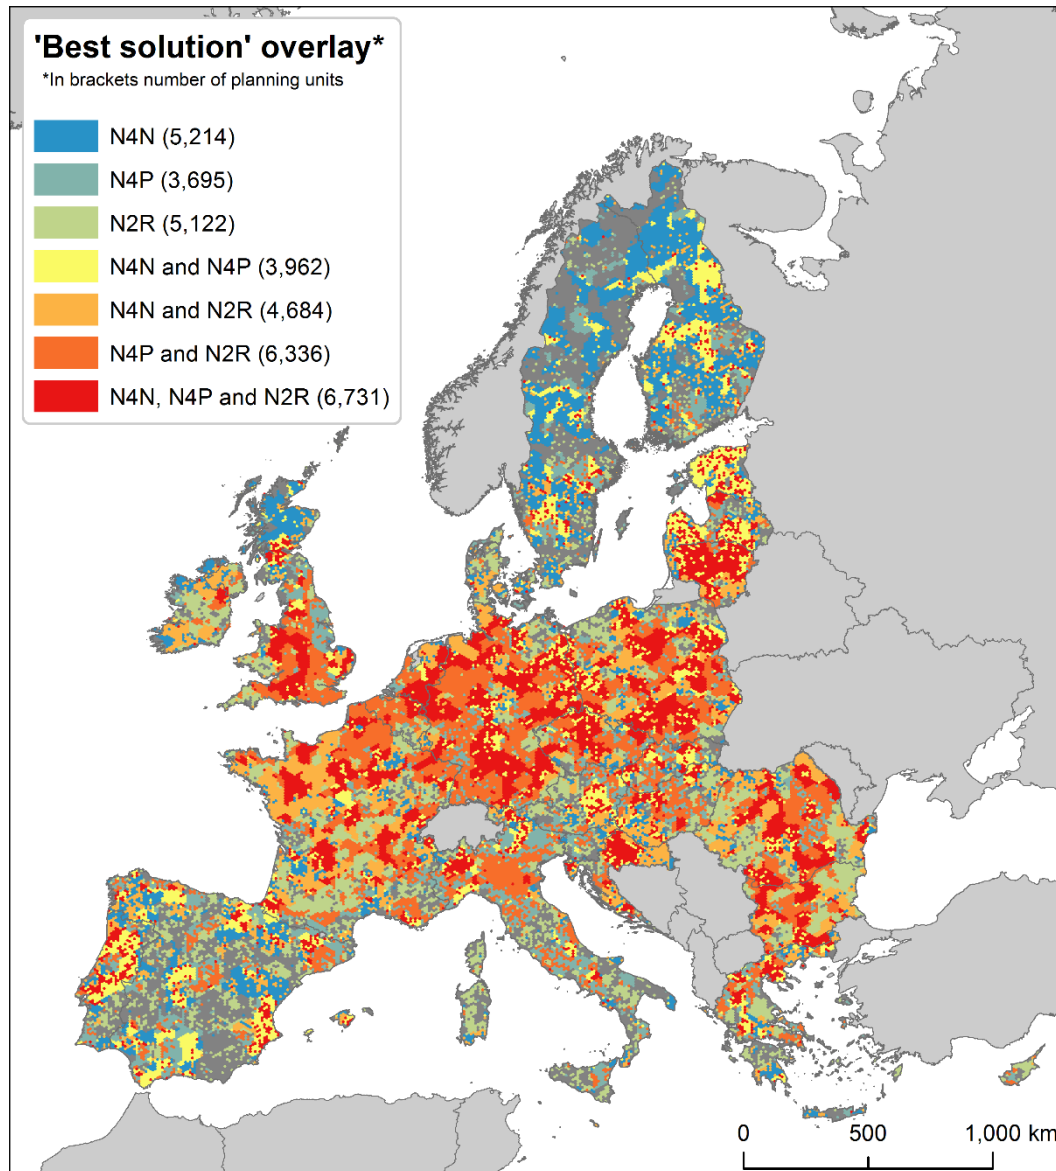 'Best solution' overlay*
*In brackets number of planning units
N4N (5,214)
N4P (3,695)
N2R (5,122)
N4N and N4P (3,962)
N4N and N2R (4,684)
N4P and N2R (6,336)
N4N, N4P and N2R (6,731)
0 500 1,000 km